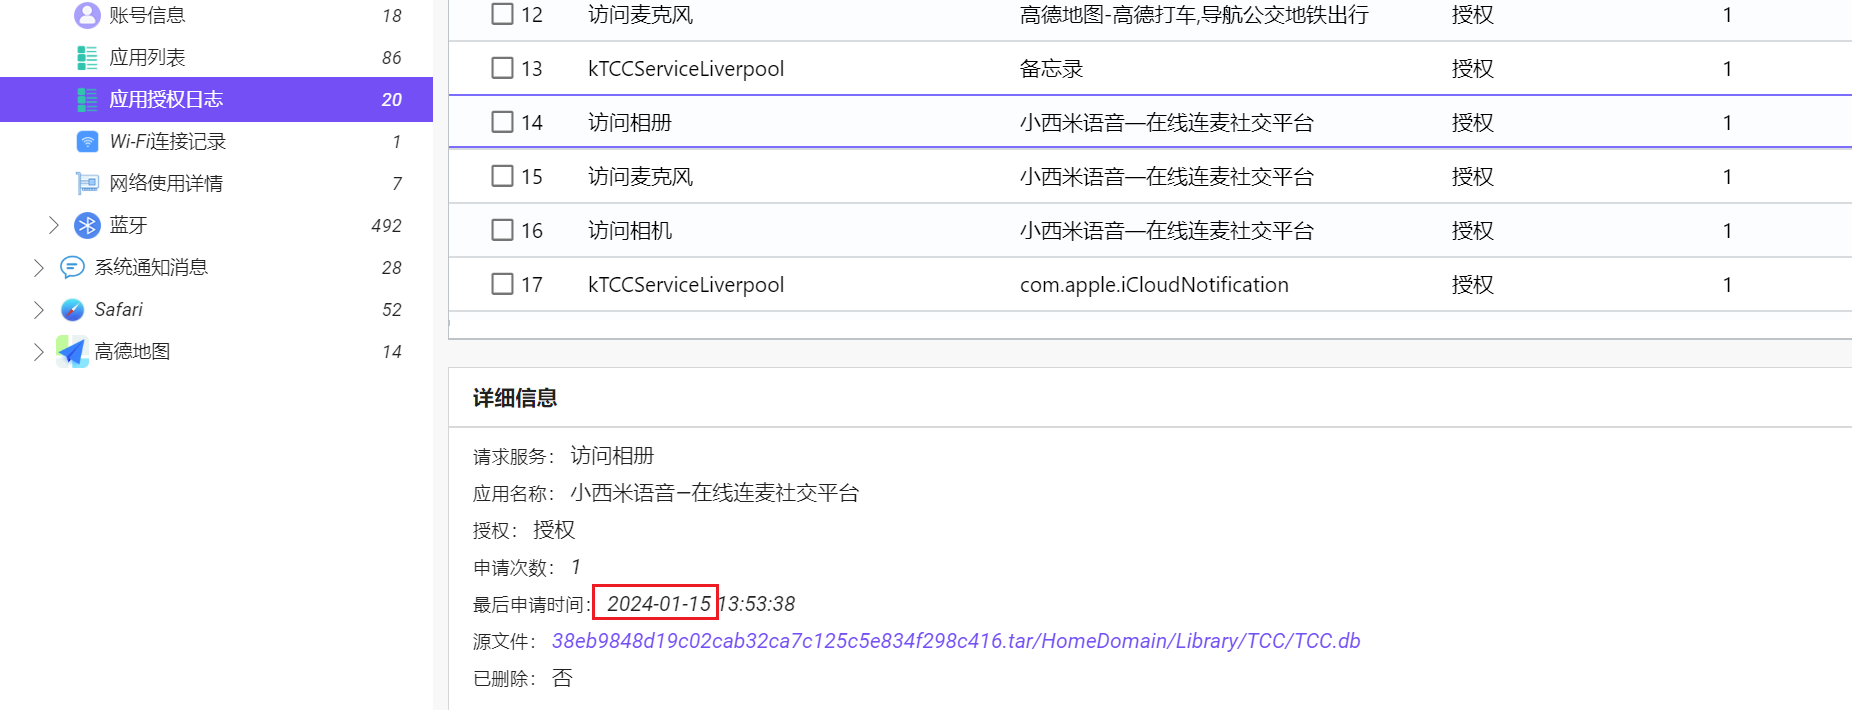 账号信息 18
应用列表 86
应用授权日志 20
Wi-Fi连接记录 1
网络使用详情 7
蓝牙 492
系统通知消息 28
Safari 52
高德地图 14
12 访问麦克风 高德地图-高德打车,导航公交地铁出行 授权 1
13 kTCCServiceLiverpool 备忘录 授权 1
14 访问相册 小西米语音—在线连麦社交平台 授权 1
15 访问麦克风 小西米语音—在线连麦社交平台 授权 1
16 访问相机 小西米语音—在线连麦社交平台 授权 1
17 kTCCServiceLiverpool com.apple.iCloudNotification 授权 1
详细信息
请求服务： 访问相册
应用名称： 小西米语音—在线连麦社交平台
授权： 授权
申请次数： 1
最后申请时间： 2024-01-15 13:53:38
源文件： 38eb9848d19c02cab32ca7c125c5e834f298c416.tar/HomeDomain/Library/TCC/TCC.db
已删除： 否